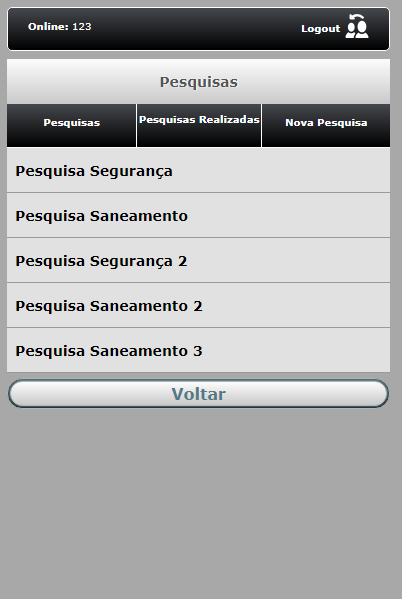 Online: 123
Logout
Pesquisas
Pesquisas
Pesquisas Realizadas
Nova Pesquisa
Pesquisa Segurança
Pesquisa Saneamento
Pesquisa Segurança 2
Pesquisa Saneamento 2
Pesquisa Saneamento 3
Voltar